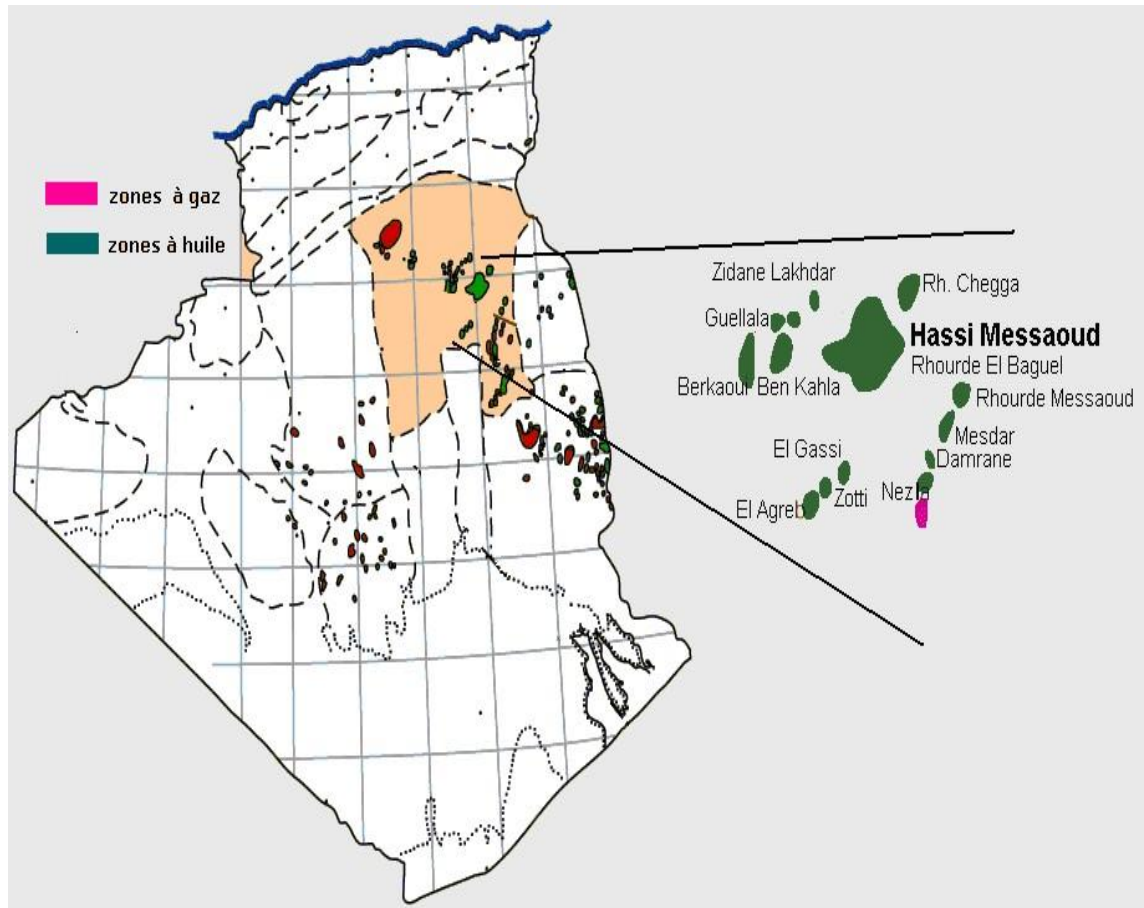 zones à gaz
zones à huile
Zidane Lakhdar
Rh. Chegga
Guellala
Hassi Messaoud
Rhourde El Baguel
Berkaoui Ben Kahla
Rhourde Messaoud
Mesdar
El Gassi
Damrane
Nezla
Zotti
El Agreb